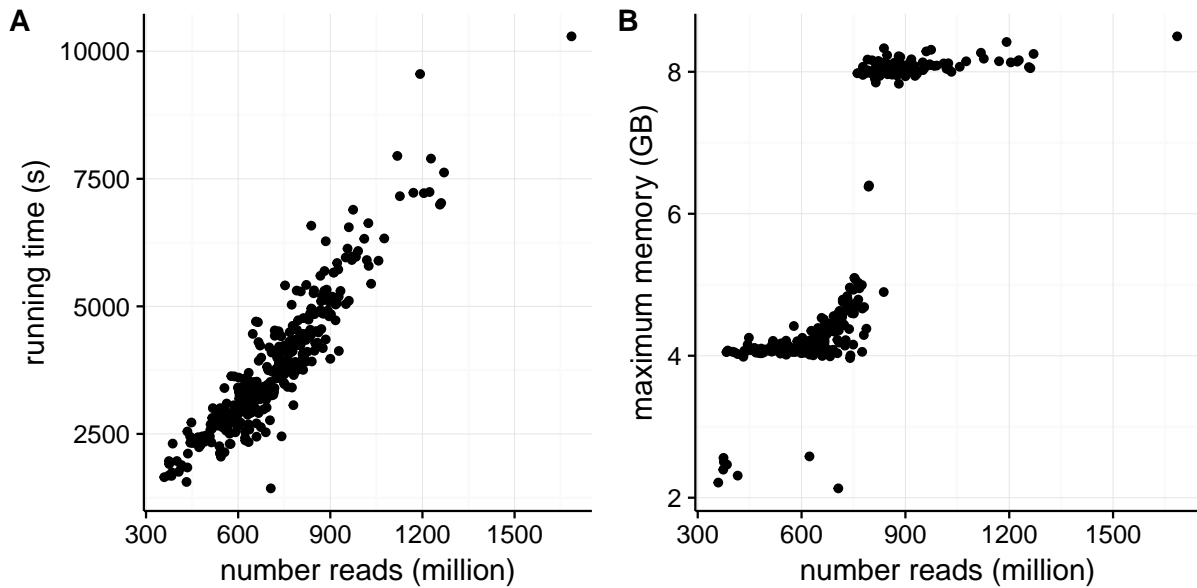 A
running time (s)
10000
7500
5000
2500
300 600 900 1200 1500
number reads (million)
B
maximum memory (GB)
8
6
4
2
300 600 900 1200 1500
number reads (million)